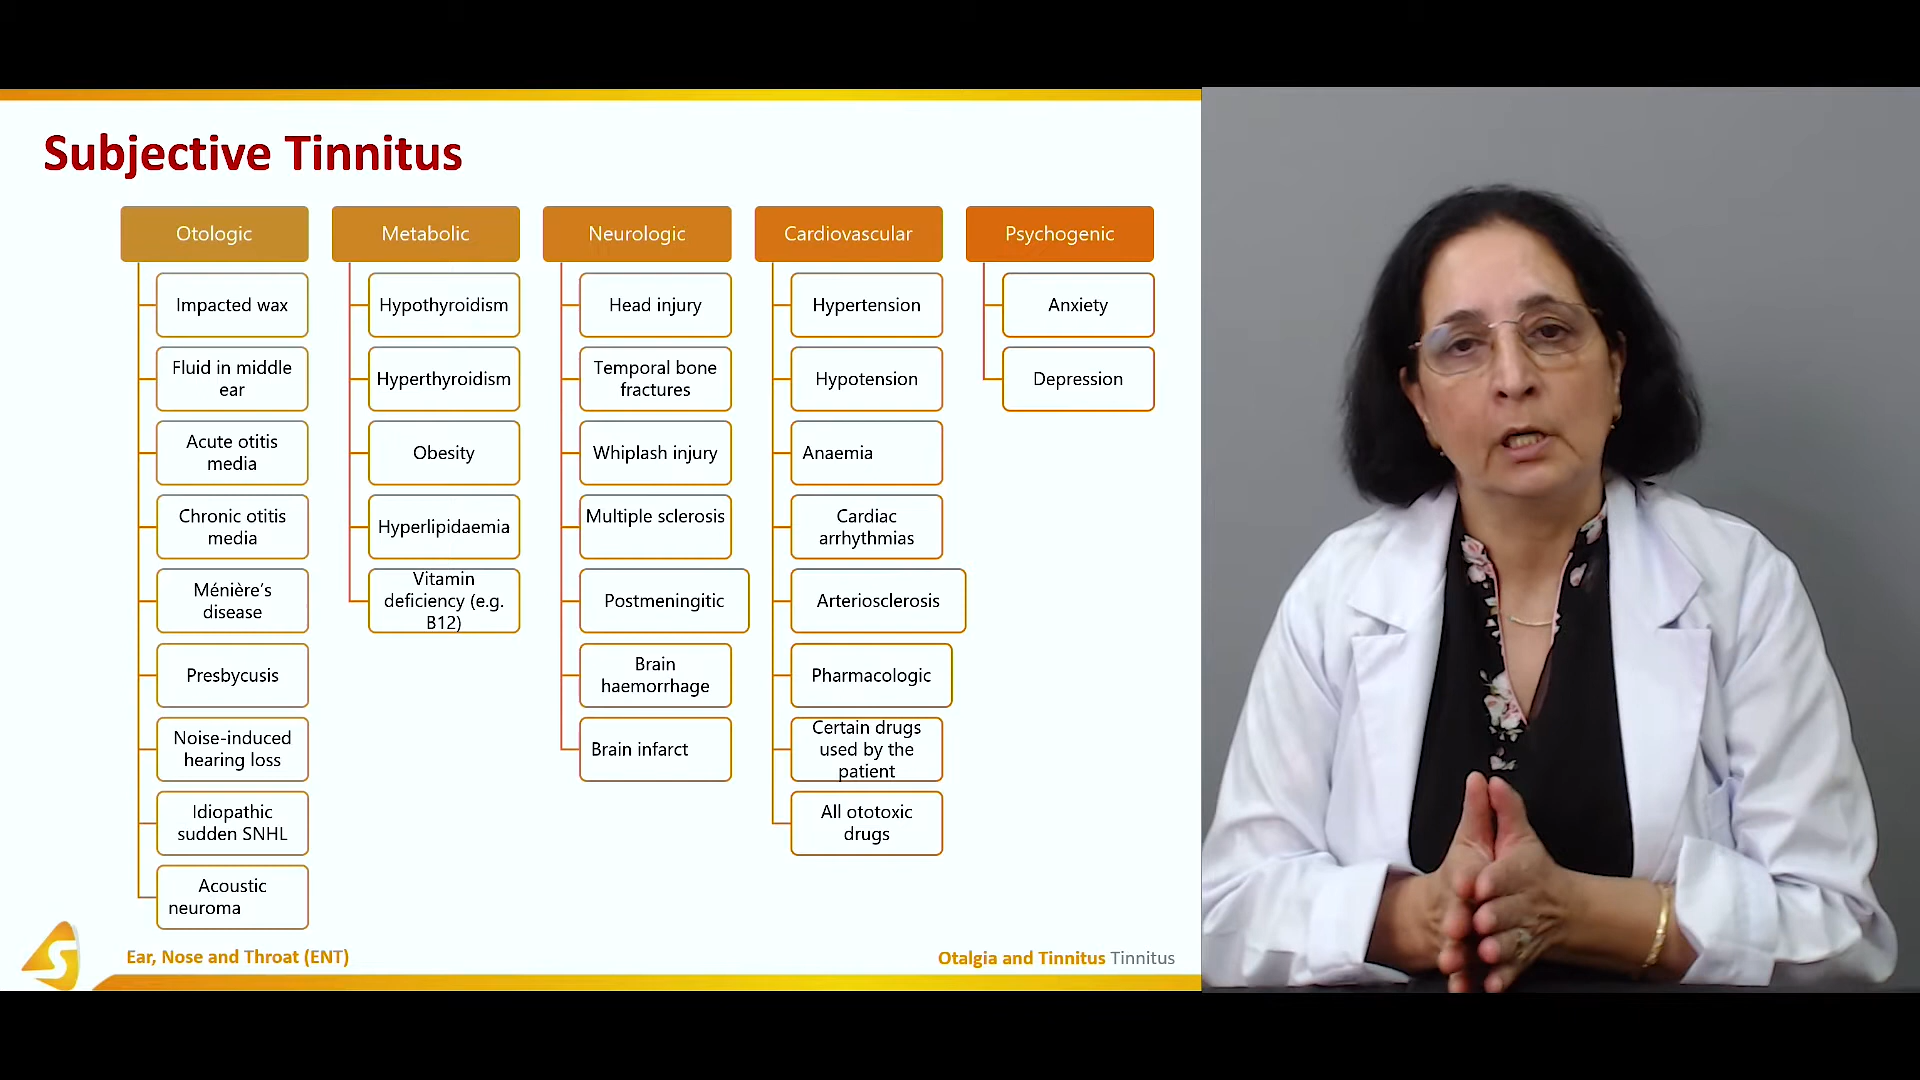 Subjective Tinnitus
Otologic
Impacted wax
Fluid in middle
ear
Acute otitis
media
Chronic otitis
media
Ménière’s
disease
Presbycusis
Noise-induced
hearing loss
Idiopathic
sudden SNHL
Acoustic
neuroma
Metabolic
Hypothyroidism
Hyperthyroidism
Obesity
Hyperlipidaemia
Vitamin
deficiency (e.g.
B12)
Neurologic
Head injury
Temporal bone
fractures
Whiplash injury
Multiple sclerosis
Postmeningitic
Brain
haemorrhage
Brain infarct
Cardiovascular
Hypertension
Hypotension
Anaemia
Cardiac
arrhythmias
Arteriosclerosis
Pharmacologic
Certain drugs
used by the
patient
All ototoxic
drugs
Psychogenic
Anxiety
Depression
S
Ear, Nose and Throat (ENT)
Otalgia and Tinnitus Tinnitus